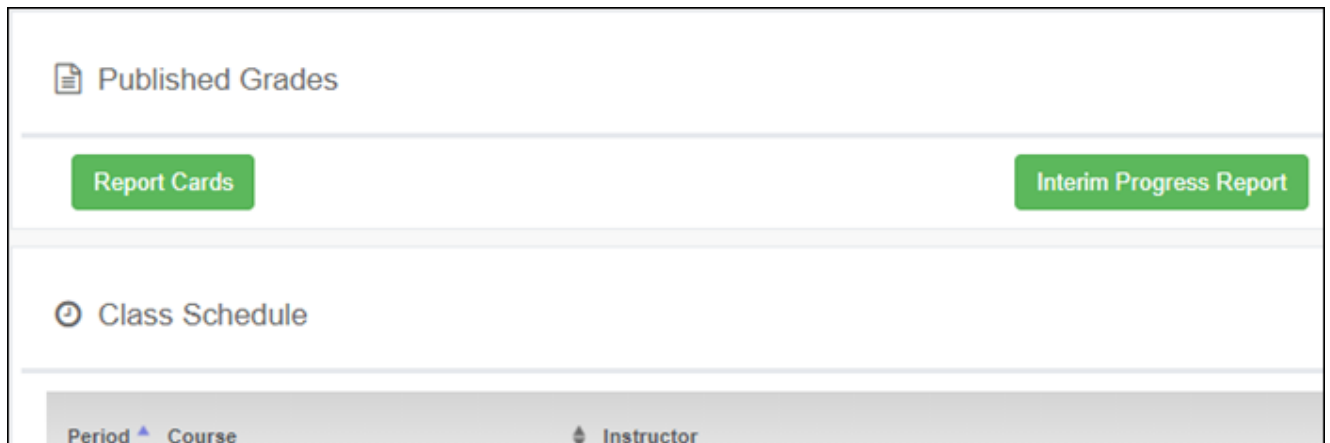 Published Grades
Report Cards Interim Progress Report
Class Schedule
Period Course Instructor